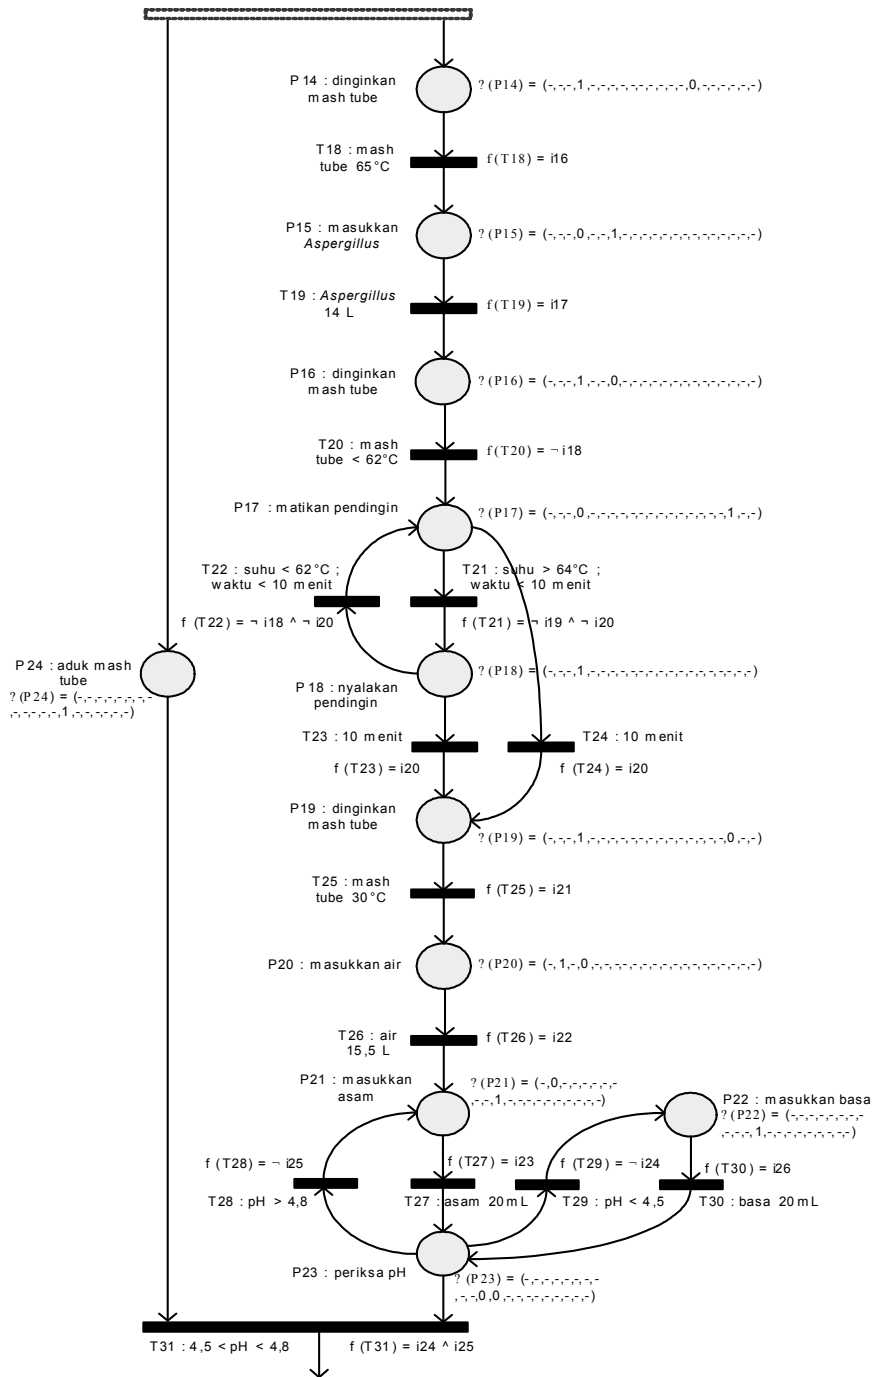 P14 : dinginkan
mash tube
? (P14) = (-,-,-,1,-,-,-,-,-,-,-,-,-,-,0,-,-,-,-,-,-)
T18 : mash
tube 65°C
f(T18) = i16
P15 : masukkan
Aspergillus
? (P15) = (-,-,-,0,-,-,1,-,-,-,-,-,-,-,-,-,-,-,-,-,-)
T19 : Aspergillus
14 L
f(T19) = i17
P16 : dinginkan
mash tube
? (P16) = (-,-,-,1,-,-,0,-,-,-,-,-,-,-,-,-,-,-,-,-,-)
T20 : mash
tube < 62°C
f(T20) = ¬ i18
P17 : matikan pendingin
? (P17) = (-,-,-,0,-,-,-,-,-,-,-,-,-,-,-,-,-,-,1,-,-)
T22 : suhu < 62°C ;
waktu < 10 menit
T21 : suhu > 64°C ;
waktu < 10 menit
f (T22) = ¬ i18 ^ ¬ i20
f (T21) = ¬ i19 ^ ¬ i20
P24 : aduk mash
tube
? (P24) = (-,-,-,-,-,-,-,-
,-,-,-,-,-,1,-,-,-,-,-,-)
P18 : nyalakan
pendingin
? (P18) = (-,-,-,1,-,-,-,-,-,-,-,-,-,-,-,-,-,-,-,-,-)
T23 : 10 menit
T24 : 10 menit
f (T23) = i20
f (T24) = i20
P19 : dinginkan
mash tube
? (P19) = (-,-,-,1,-,-,-,-,-,-,-,-,-,-,-,-,-,-,0,-,-)
T25 : mash
tube 30°C
f (T25) = i21
P20 : masukkan air
? (P20) = (-,1,-,0,-,-,-,-,-,-,-,-,-,-,-,-,-,-,-,-,-)
T26 : air
15,5 L
f (T26) = i22
P21 : masukkan
asam
? (P21) = (-,0,-,-,-,-,-,-
,-,-,1,-,-,-,-,-,-,-,-,-,-)
P22 : masukkan basa
? (P22) = (-,-,-,-,-,-,-,-
,-,-,-,1,-,-,-,-,-,-,-,-,-)
f (T28) = ¬ i25
f (T27) = i23
f (T29) = ¬ i24
f (T30) = i26
T28 : pH > 4,8
T27 : asam 20 mL
T29 : pH < 4,5
T30 : basa 20 mL
P23 : periksa pH
? (P23) = (-,-,-,-,-,-,-,-
,-,-,0,0,-,-,-,-,-,-,-,-,-)
T31 : 4,5 < pH < 4,8
f (T31) = i24 ^ i25